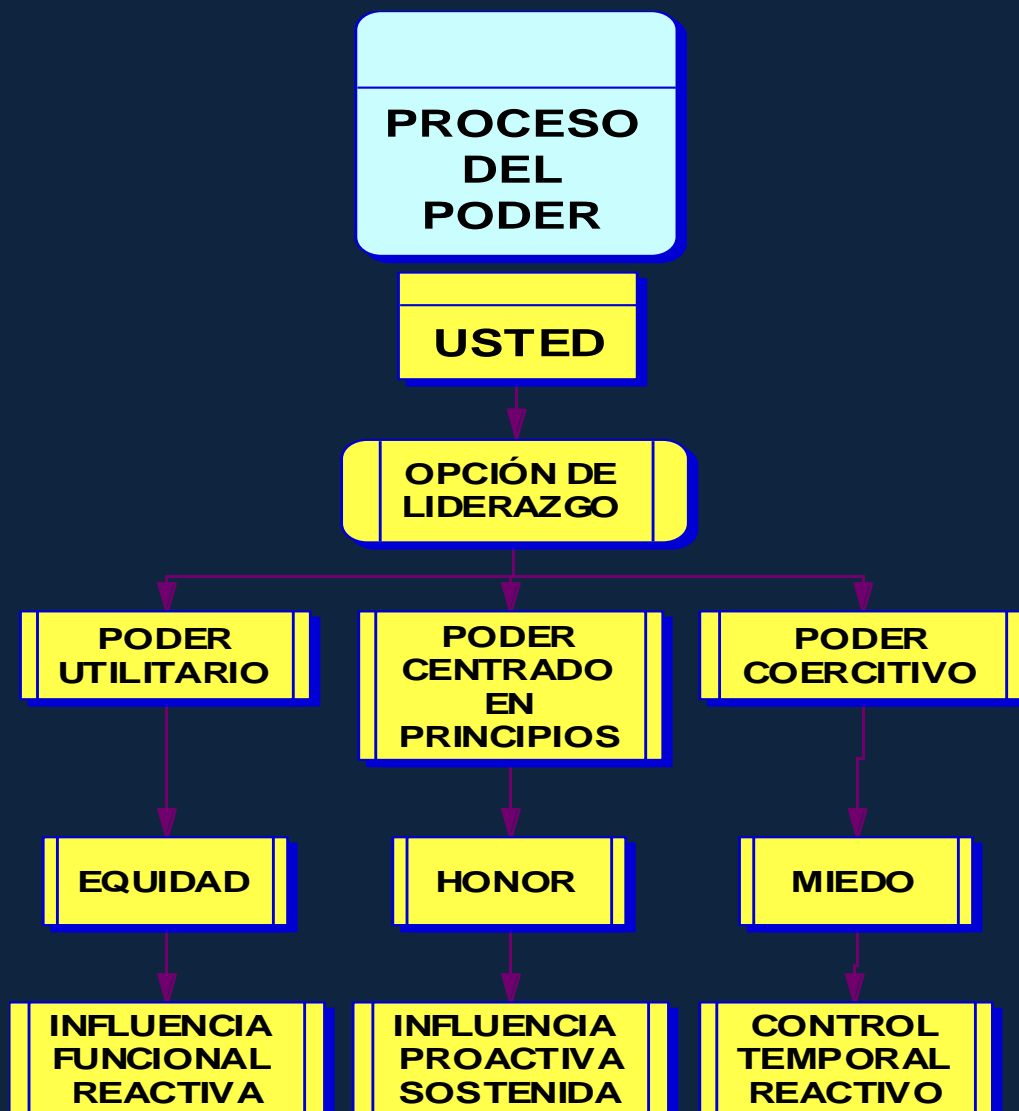 PROCESO
DEL
PODER
USTED
OPCIÓN DE
LIDERAZGO
PODER
UTILITARIO
PODER
CENTRADO
EN
PRINCIPIOS
PODER
COERCITIVO
EQUIDAD
HONOR
MIEDO
INFLUENCIA
FUNCIONAL
REACTIVA
INFLUENCIA
PROACTIVA
SOSTENIDA
CONTROL
TEMPORAL
REACTIVO